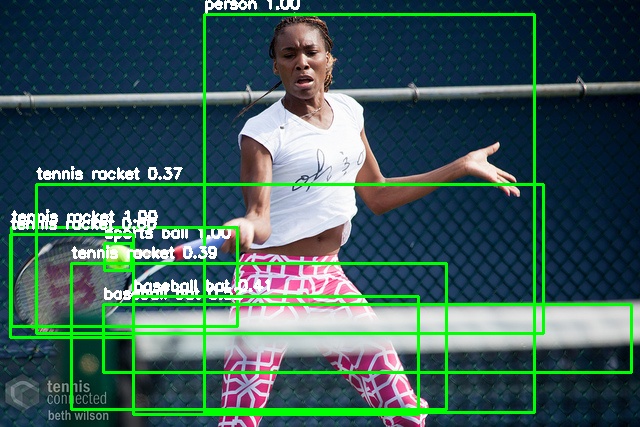 person 1.00
tennis racket 0.37
tennis racket 1.00
sports ball 1.00
tennis racket 0.39
baseball bat 0.41
tennis
connected
beth wilson